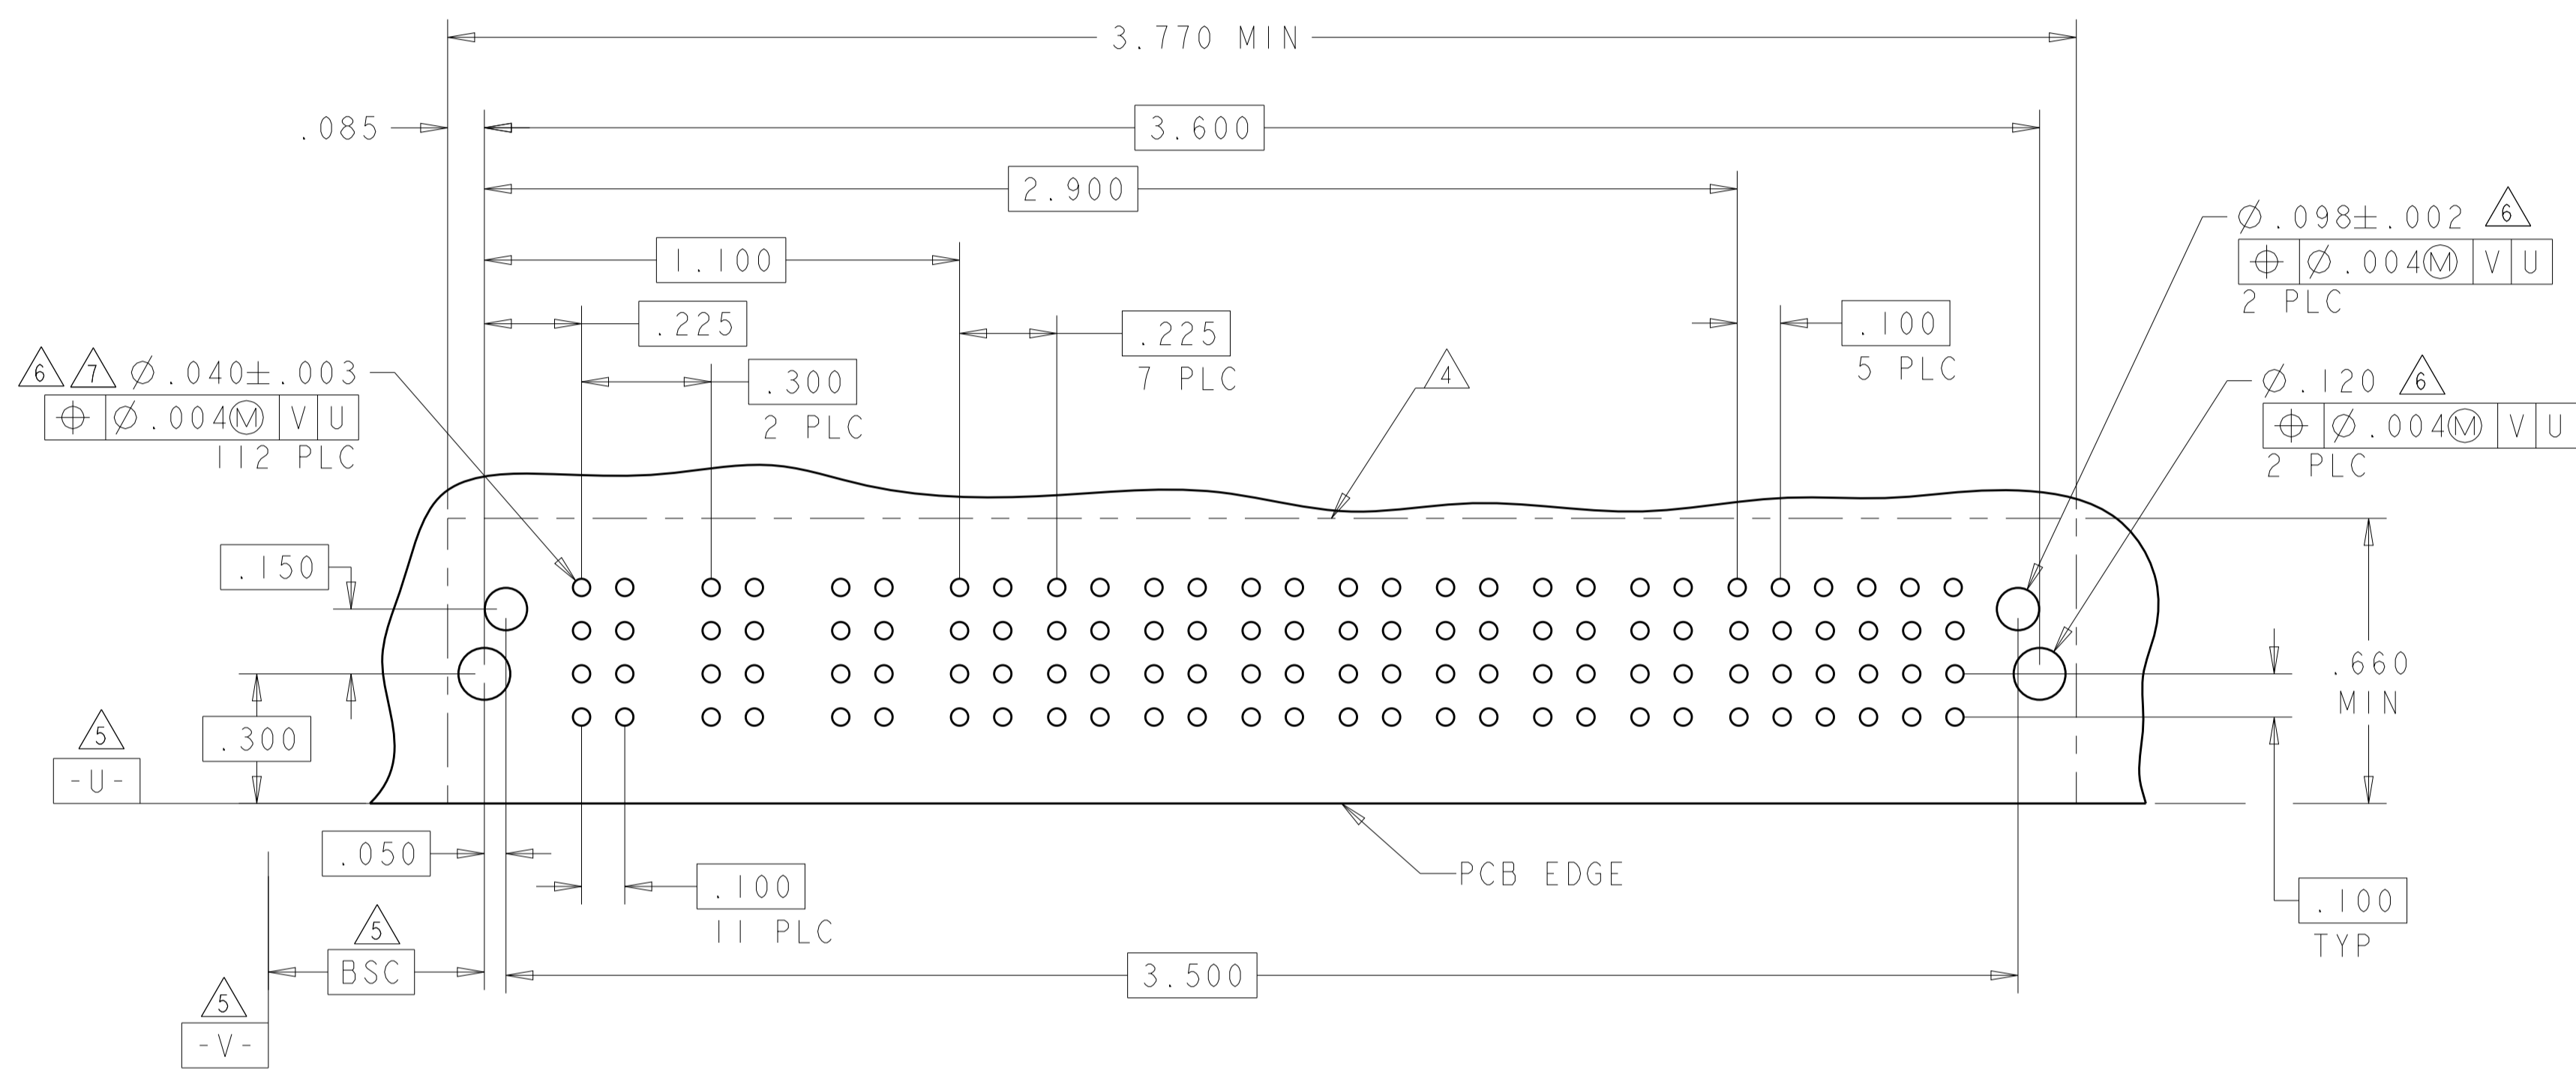 3.770 MIN
.085
3.600
2.900
1.100
.225
.225
7 PLC
.300
2 PLC
.100
5 PLC
6 7 Ø.040±.003
⌖ Ø.004Ⓜ V U
112 PLC
4
Ø.098±.002 6
⌖ Ø.004Ⓜ V U
2 PLC
Ø.120 6
⌖ Ø.004Ⓜ V U
2 PLC
.150
.300
5
-U-
.660
MIN
.050
.100
11 PLC
PCB EDGE
.100
TYP
5
BSC
5
-V-
3.500